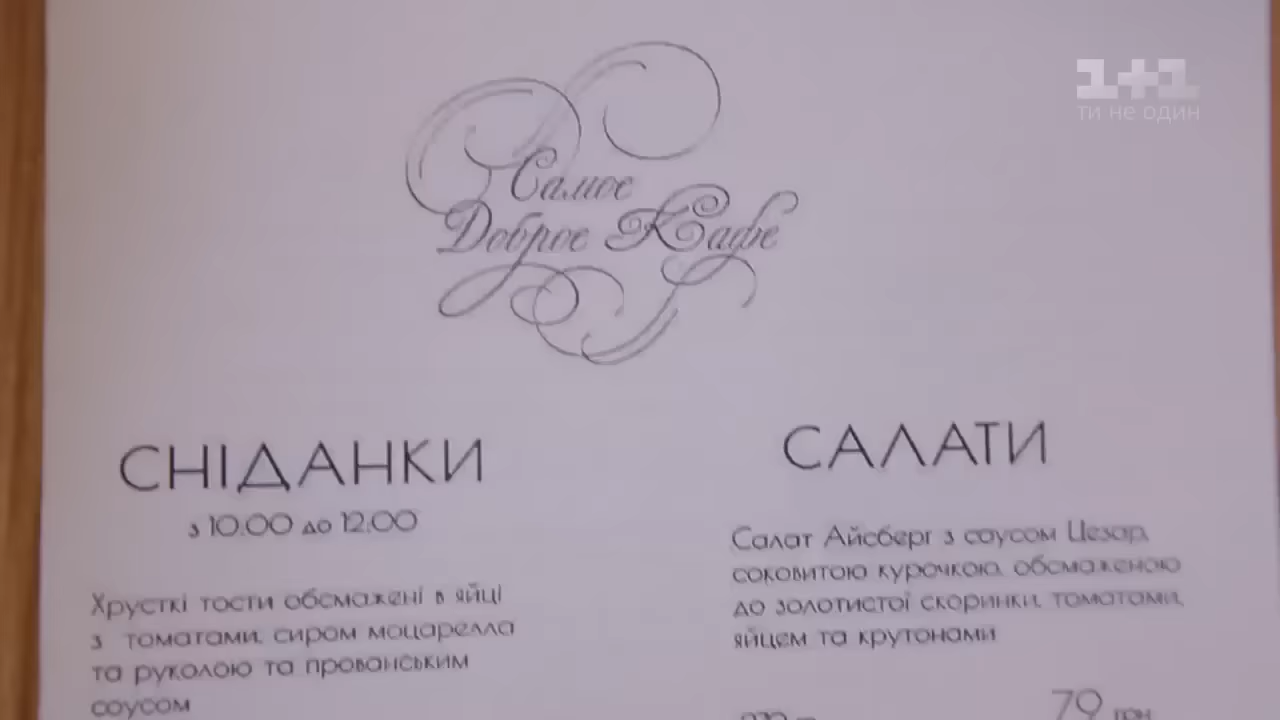 1+1
ти не один
Самое
Доброе Кафе
СНІДАНКИ
з 10.00 до 12.00
Хрусткі тости обсмажені в яйці
з томатами, сиром моцарелла
та руколою та прованським
соусом
САЛАТИ
Салат Айсберг з соусом Цезар,
соковитою курочкою, обсмаженою
до золотистої скоринки, томатами,
яйцем та крутонами
79 грн